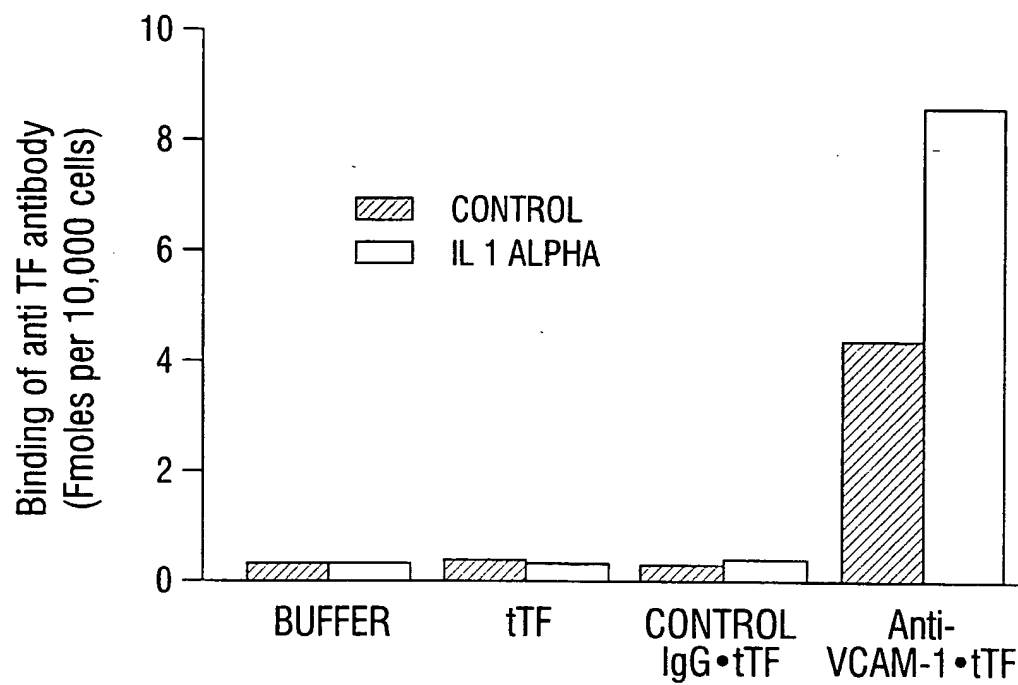 Binding of anti TF antibody
(Fmoles per 10,000 cells)
10
8
6
4
2
0
CONTROL
IL 1 ALPHA
BUFFER
tTF
CONTROL
IgG•tTF
Anti-
VCAM-1•tTF